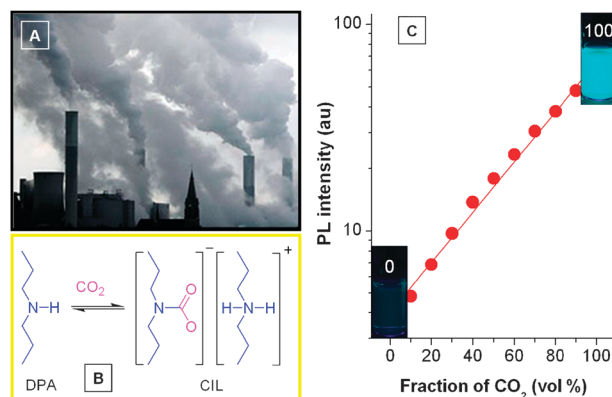 A
CO2
N-H
N
O
O
−
H-N-H
+
DPA
B
CIL
C
100
PL intensity (au)
100
10
0
0 20 40 60 80 100
Fraction of CO2 (vol %)